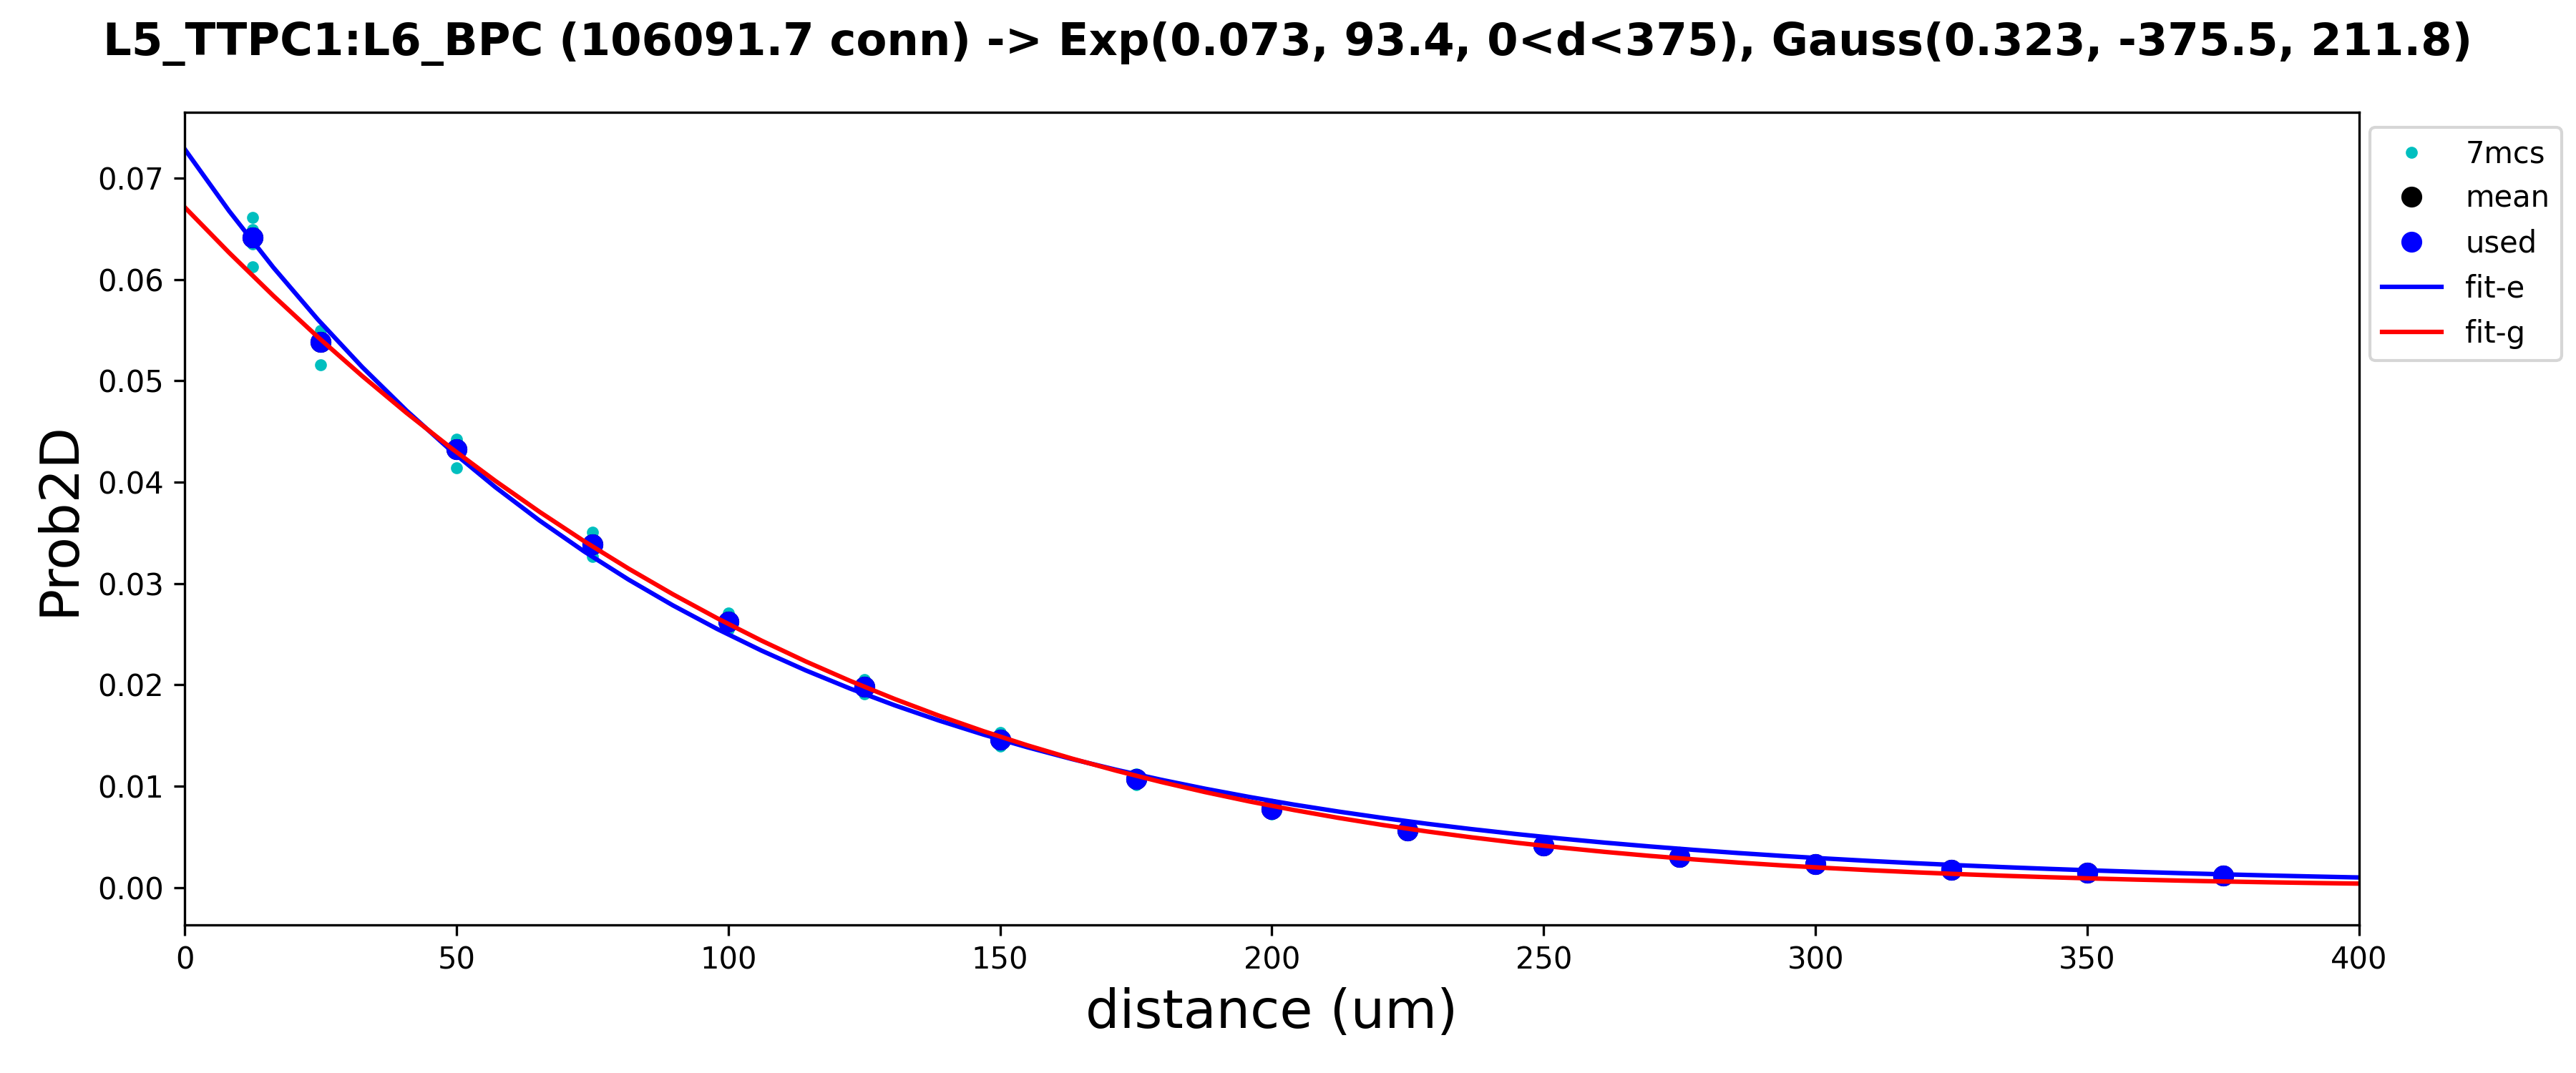 L5_TTPC1:L6_BPC (106091.7 conn) -> Exp(0.073, 93.4, 0<d<375), Gauss(0.323, -375.5, 211.8)
7mcs
mean
used
fit-e
fit-g
Prob2D
0.07
0.06
0.05
0.04
0.03
0.02
0.01
0.00
0 50 100 150 200 250 300 350 400
distance (um)